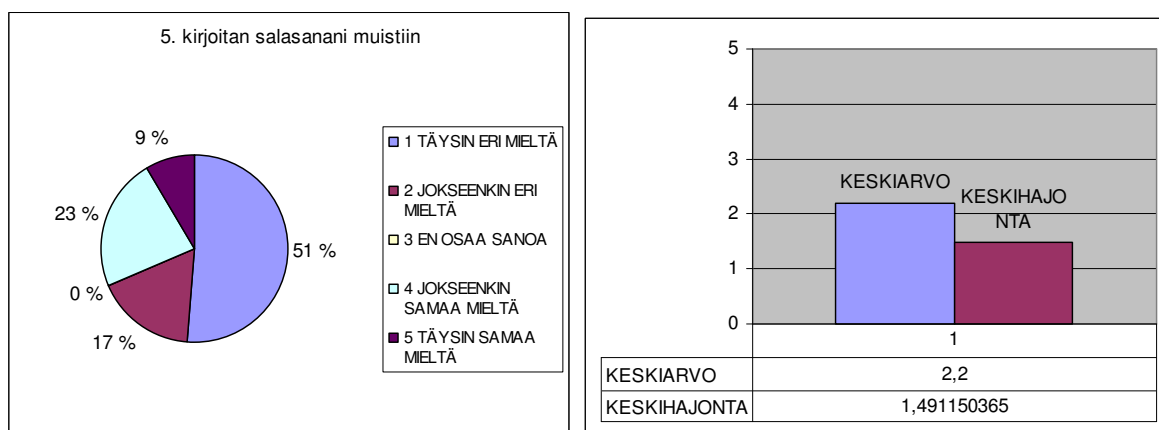 5. kirjoitan salasanani muistiin
9 %
23 %
0 %
17 %
51 %
1 TÄYSIN ERI MIELTÄ
2 JOKSEENKIN ERI
MIELTÄ
3 EN OSAA SANOA
4 JOKSEENKIN
SAMAA MIELTÄ
5 TÄYSIN SAMAA
MIELTÄ
5
4
3
2
1
0
KESKIARVO
KESKIHAJO
NTA
1
KESKIARVO 2,2
KESKIHAJONTA 1,491150365